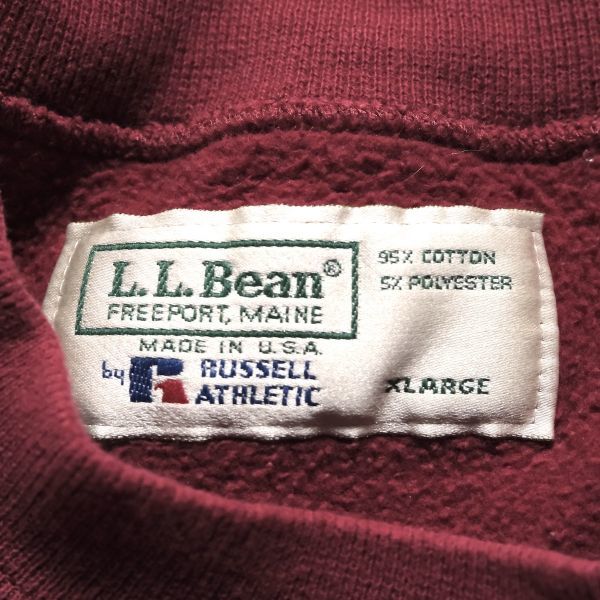 L.L.Bean®
FREEPORT, MAINE
MADE IN U.S.A.
by RUSSELL
ATHLETIC
95% COTTON
5% POLYESTER
XLARGE